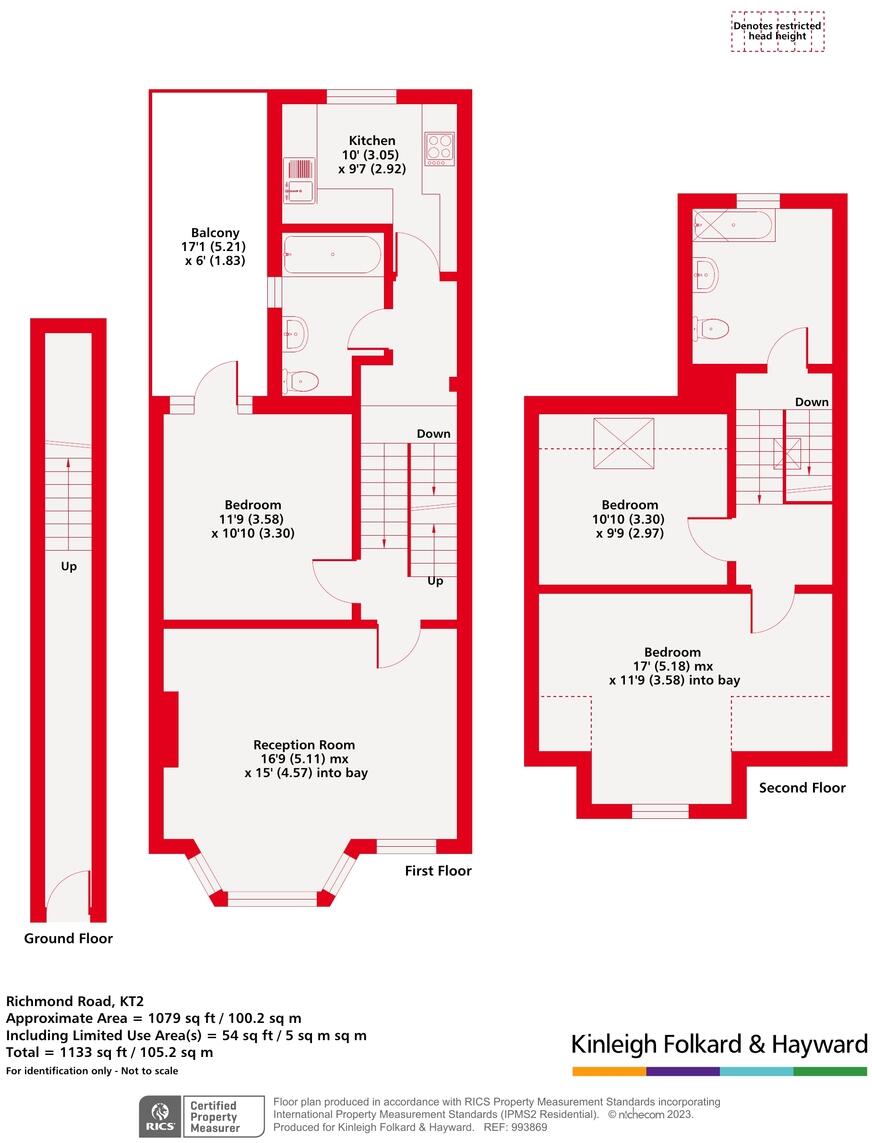 Denotes restricted
head height
Kitchen
10' (3.05)
x 9'7 (2.92)
Balcony
17'1 (5.21)
x 6' (1.83)
Down
Down
Bedroom
11'9 (3.58)
x 10'10 (3.30)
Bedroom
10'10 (3.30)
x 9'9 (2.97)
Up
Up
Bedroom
17' (5.18) mx
x 11'9 (3.58) into bay
Reception Room
16'9 (5.11) mx
x 15' (4.57) into bay
Second Floor
First Floor
Ground Floor
Richmond Road, KT2
Approximate Area = 1079 sq ft / 100.2 sq m
Including Limited Use Area(s) = 54 sq ft / 5 sq m sq m
Total = 1133 sq ft / 105.2 sq m
For identification only - Not to scale
Kinleigh Folkard & Hayward
RICS
Certified
Property
Measurer
Floor plan produced in accordance with RICS Property Measurement Standards incorporating
International Property Measurement Standards (IPMS2 Residential). © nichecom 2023.
Produced for Kinleigh Folkard & Hayward. REF: 993869